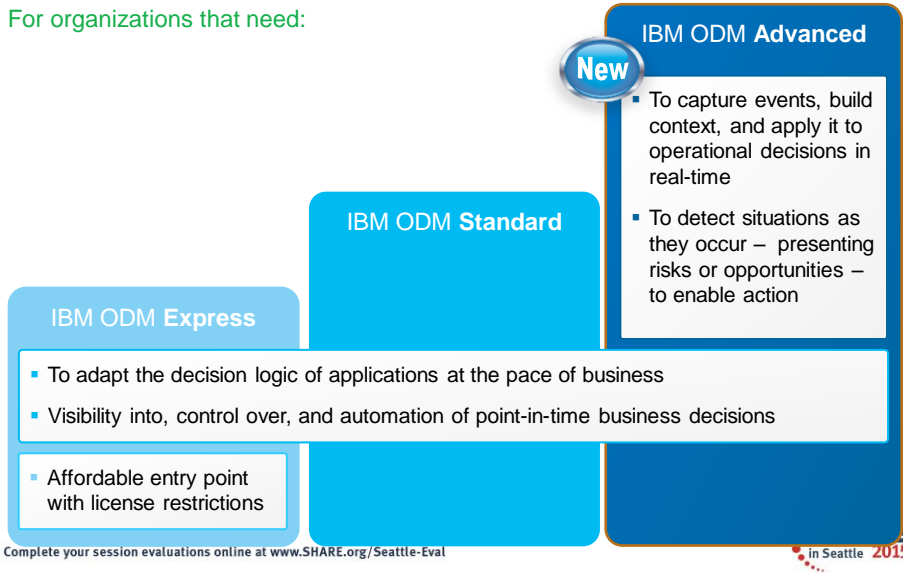 For organizations that need:
IBM ODM Advanced
New
▪ To capture events, build
context, and apply it to
operational decisions in
real-time
▪ To detect situations as
they occur – presenting
risks or opportunities –
to enable action
IBM ODM Standard
IBM ODM Express
▪ To adapt the decision logic of applications at the pace of business
▪ Visibility into, control over, and automation of point-in-time business decisions
▪ Affordable entry point
with license restrictions
Complete your session evaluations online at www.SHARE.org/Seattle-Eval
in Seattle 2015